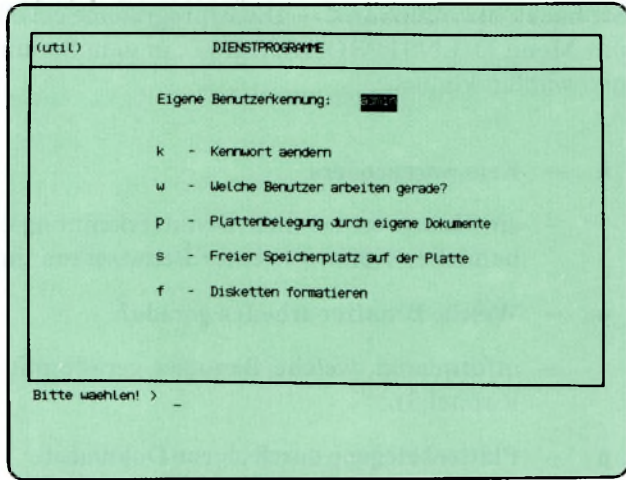 (util) DIENSTPROGRAMME
Eigene Benutzerkennung: admin
k - Kennwort aendern
w - Welche Benutzer arbeiten gerade?
p - Plattenbelegung durch eigene Dokumente
s - Freier Speicherplatz auf der Platte
f - Disketten formatieren
Bitte waehlen! > _